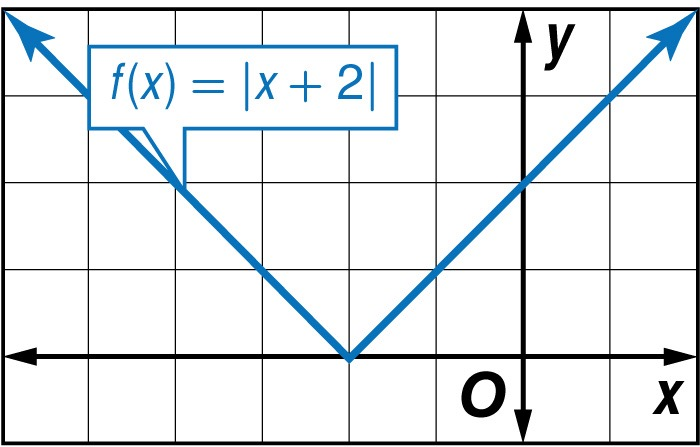 y
f(x) = |x + 2|
O
x